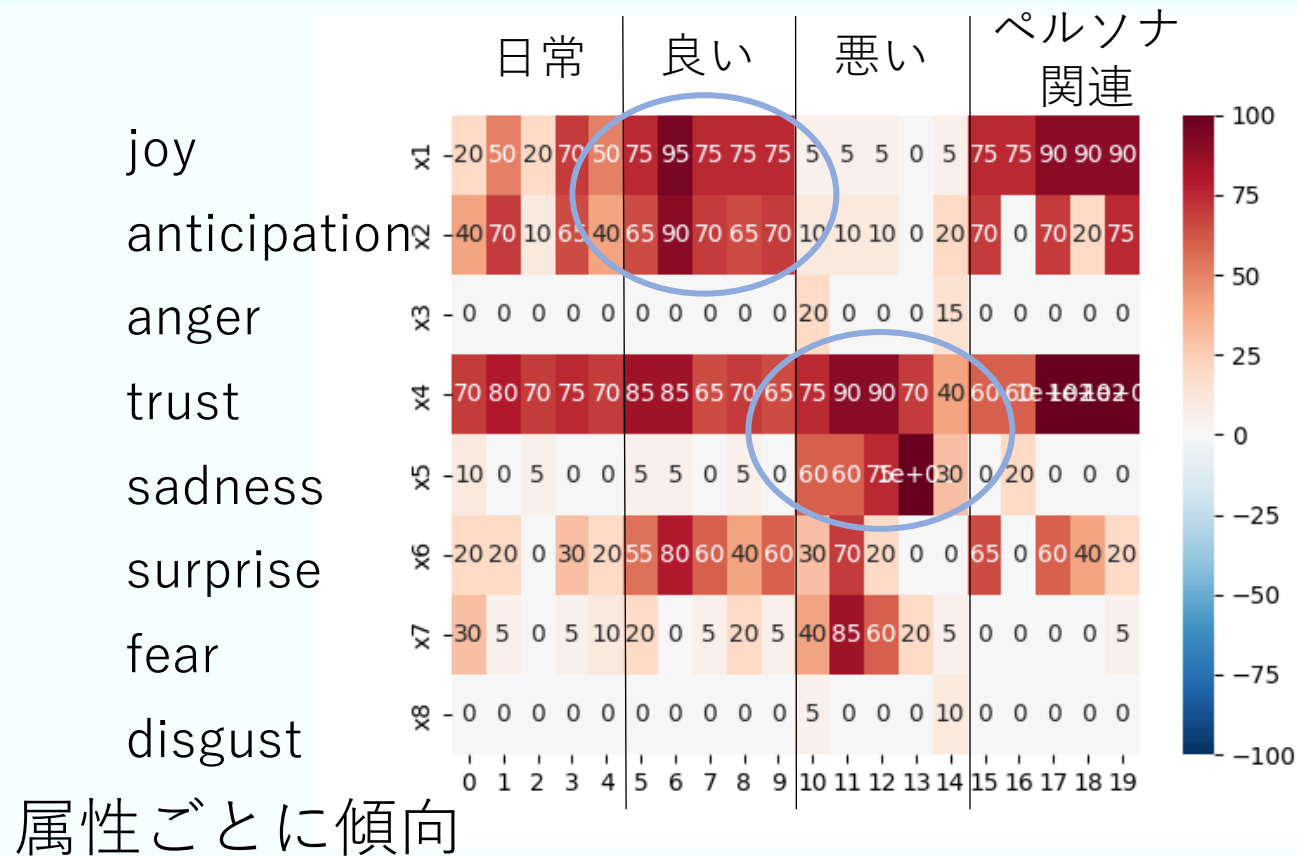 日常 良い 悪い ペルソナ
関連
joy x1 20 50 20 70 50 75 95 75 75 75 5 5 5 0 5 75 75 90 90 90
anticipation x2 40 70 10 65 40 65 90 70 65 70 10 10 10 0 20 70 0 70 20 75
anger x3 0 0 0 0 0 0 0 0 0 0 20 0 0 0 15 0 0 0 0 0
trust x4 70 80 70 75 70 85 85 65 70 65 75 90 90 70 40 60 60
sadness x5 10 0 5 0 0 5 5 0 5 0 60 60 75 1e+0 30 0 20 0 0 0
surprise x6 20 20 0 30 20 55 80 60 40 60 30 70 20 0 0 65 0 60 40 20
fear x7 30 5 0 5 10 20 0 5 20 5 40 85 60 20 5 0 0 0 0 5
disgust x8 0 0 0 0 0 0 0 0 0 0 5 0 0 0 10 0 0 0 0 0
0 1 2 3 4 5 6 7 8 9 10 11 12 13 14 15 16 17 18 19
100
75
50
25
0
−25
−50
−75
−100
属性ごとに傾向